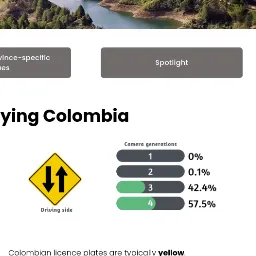 vince-specific
Spotlight
ues
ying Colombia
Camera generations
1 0%
2 0.1%
3 42.4%
4 57.5%
Driving side
Colombian licence plates are typically yellow.